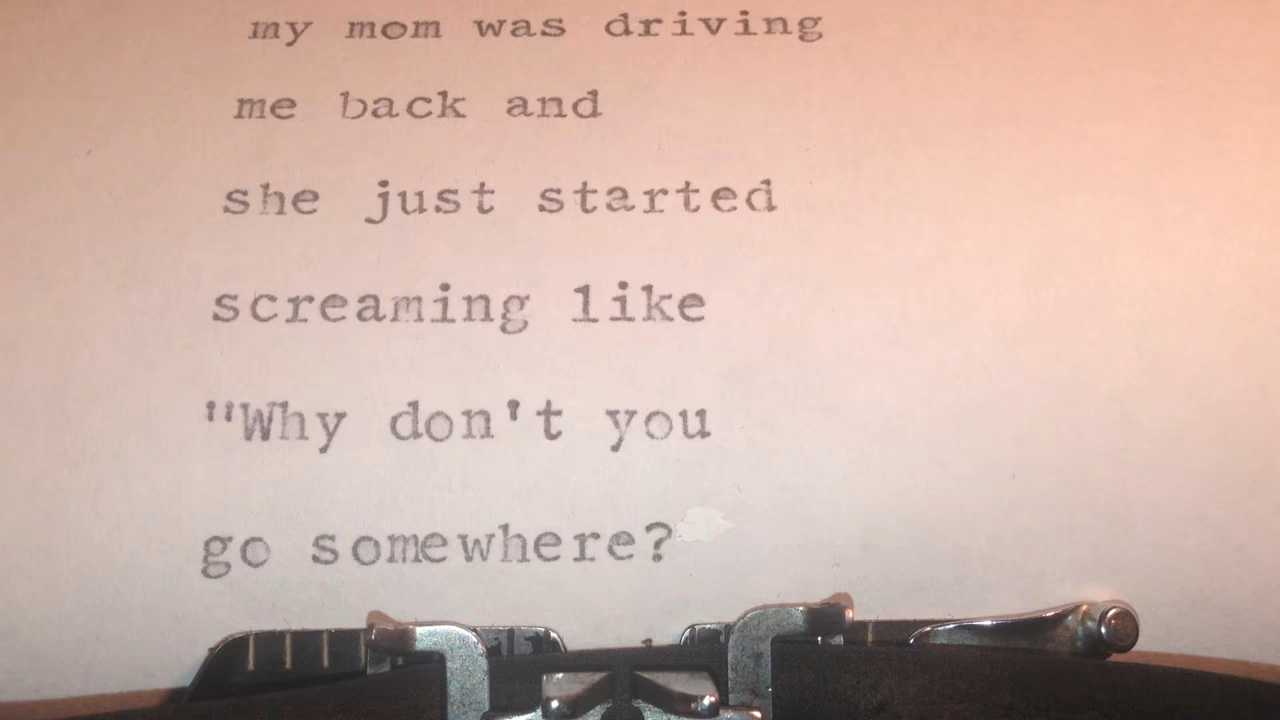 my mom was driving
me back and
she just started
screaming like
"Why don't you
go somewhere?